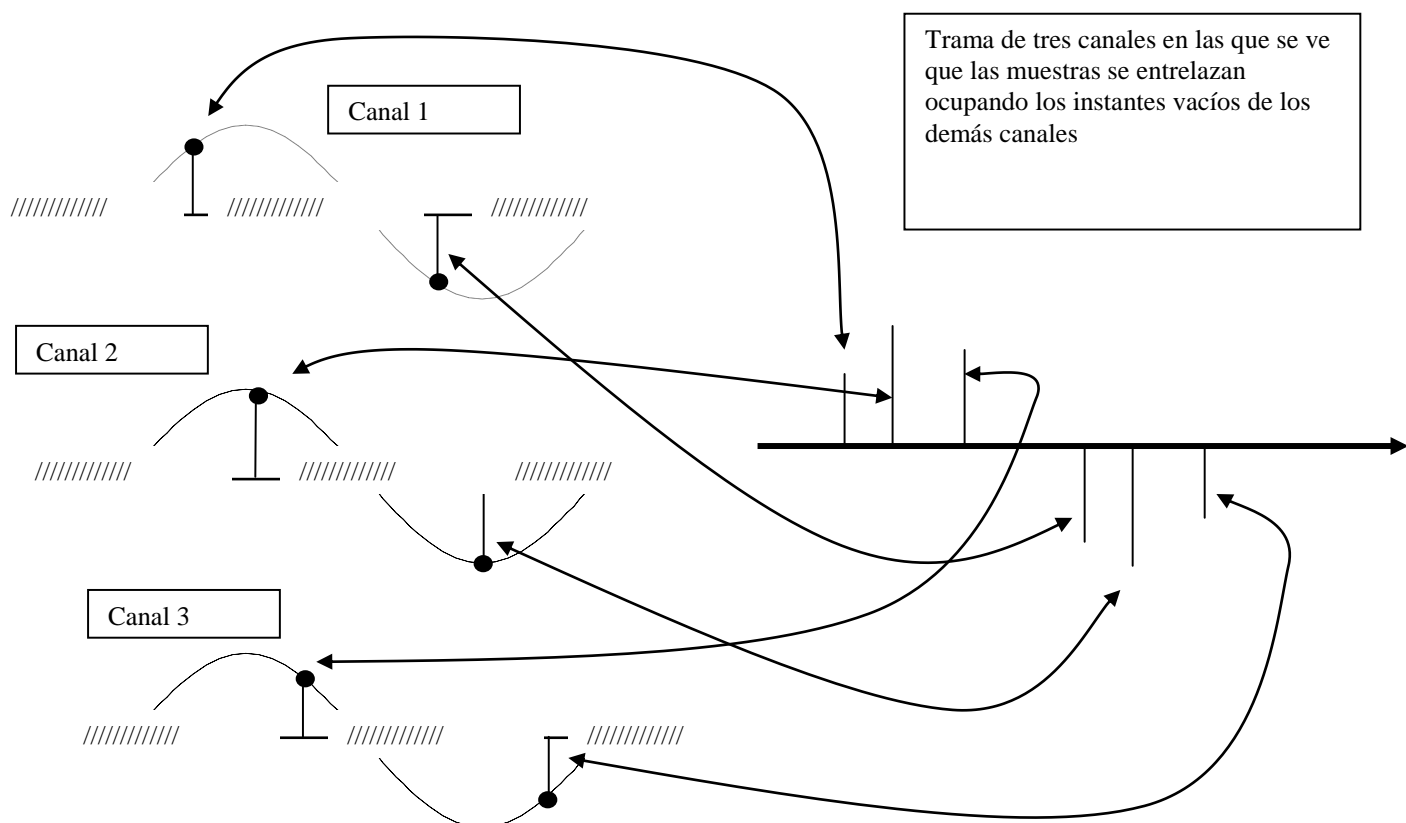 Trama de tres canales en las que se ve
que las muestras se entrelazan
ocupando los instantes vacíos de los
demás canales
Canal 1
Canal 2
Canal 3